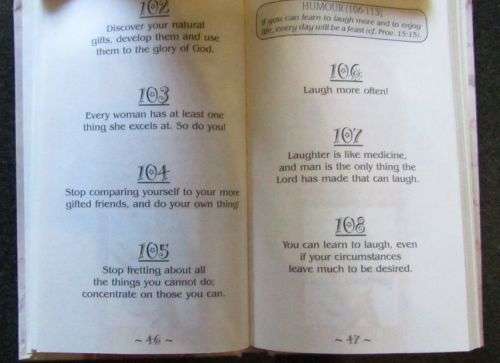 102
Discover your natural
gifts, develop them and use
them to the glory of God.
103
Every woman has at least one
thing she excels at. So do you!
104
Stop comparing yourself to your more
gifted friends, and do your own thing!
105
Stop fretting about all
the things you cannot do;
concentrate on those you can.
~ 46 ~
HUMOUR (106-113)
If you can learn to laugh more and to enjoy
life, every day will be a feast (cf. Prov. 15:15).
106
Laugh more often!
107
Laughter is like medicine,
and man is the only thing the
Lord has made that can laugh.
108
You can learn to laugh, even
if your circumstances
leave much to be desired.
~ 47 ~